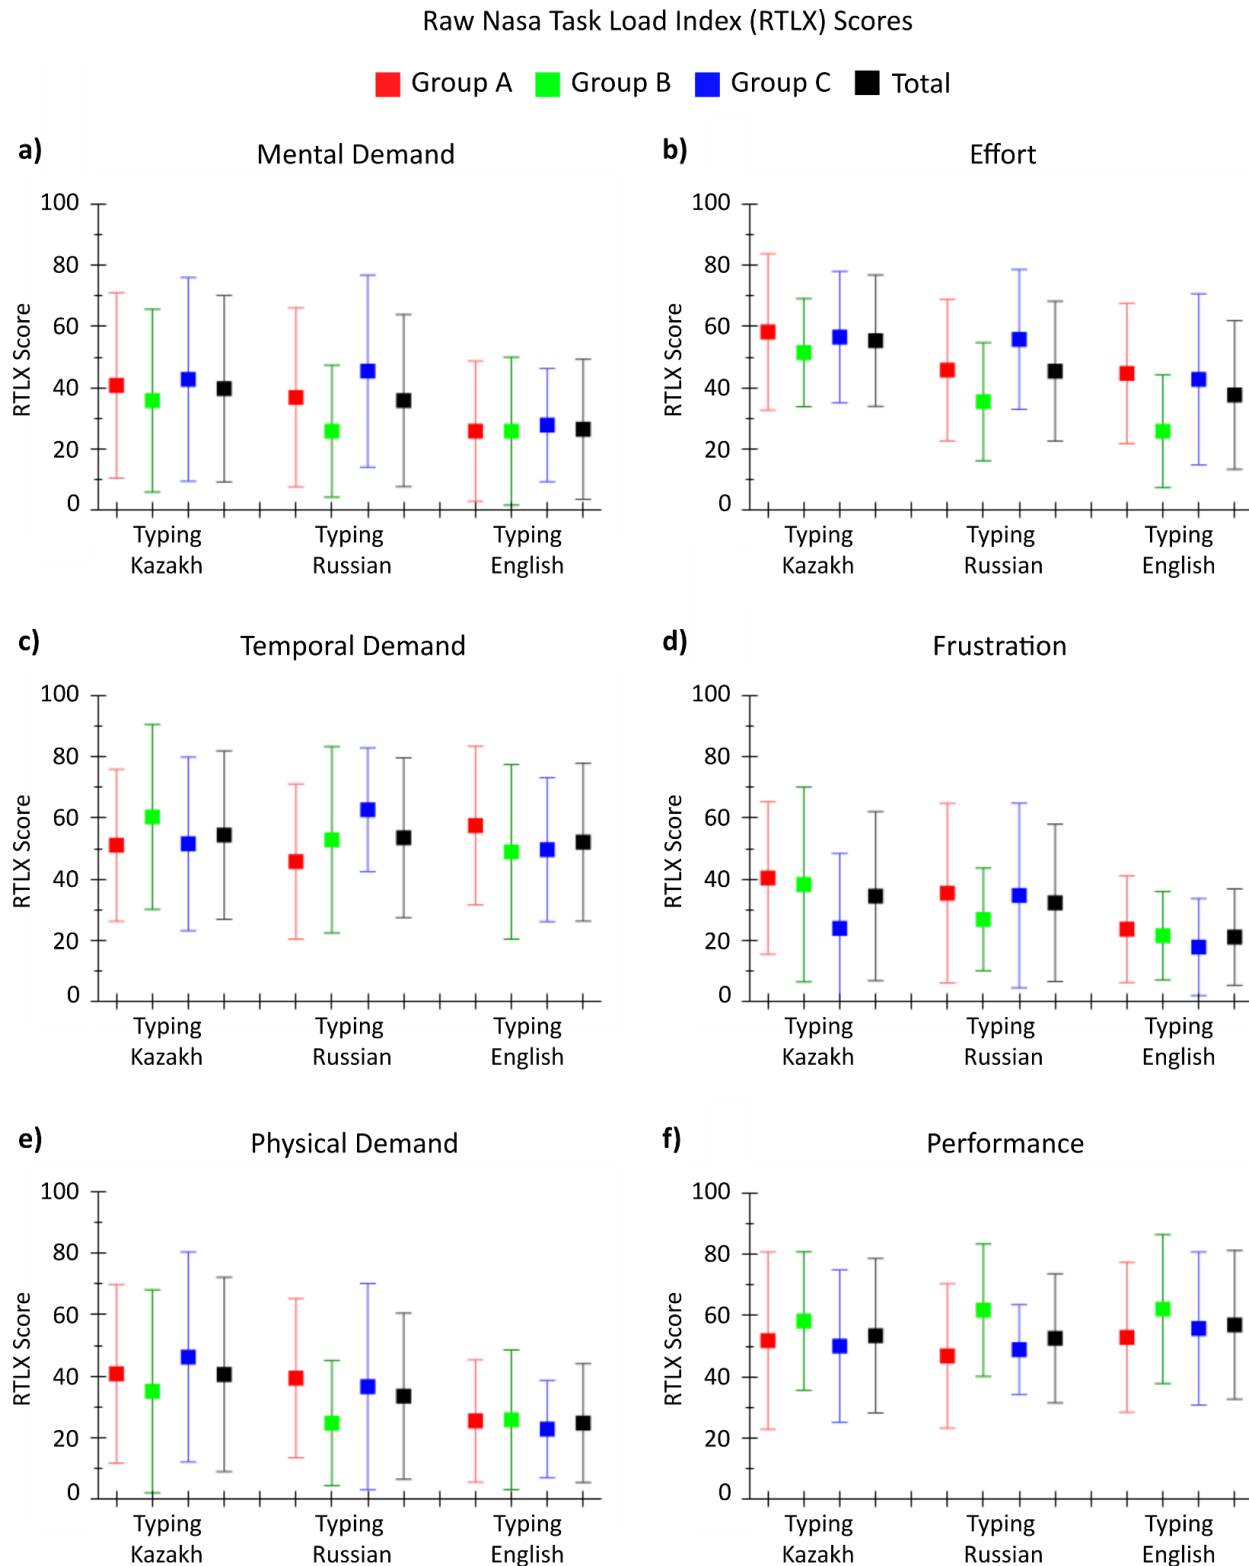 Raw Nasa Task Load Index (RTLX) Scores
Group A Group B Group C Total
a) Mental Demand
100
80
60
40
20
0
RTLX Score
Typing Kazakh
Typing Russian
Typing English
b) Effort
100
80
60
40
20
0
RTLX Score
Typing Kazakh
Typing Russian
Typing English
c) Temporal Demand
100
80
60
40
20
0
RTLX Score
Typing Kazakh
Typing Russian
Typing English
d) Frustration
100
80
60
40
20
0
RTLX Score
Typing Kazakh
Typing Russian
Typing English
e) Physical Demand
100
80
60
40
20
0
RTLX Score
Typing Kazakh
Typing Russian
Typing English
f) Performance
100
80
60
40
20
0
RTLX Score
Typing Kazakh
Typing Russian
Typing English